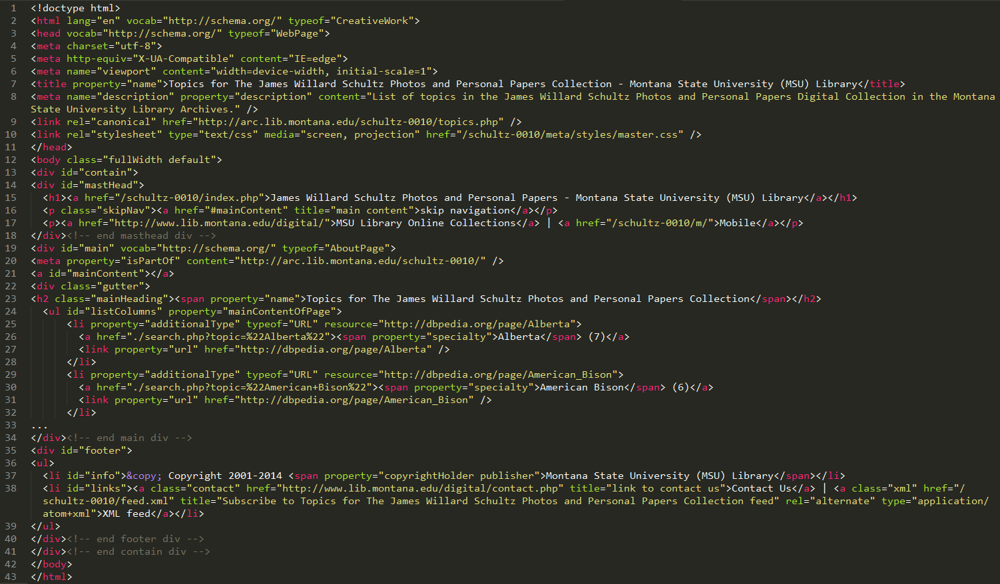 1 <!doctype html>
2 <html lang="en" vocab="http://schema.org/" typeof="CreativeWork">
3 <head vocab="http://schema.org/" typeof="WebPage">
4 <meta charset="utf-8">
5 <meta http-equiv="X-UA-Compatible" content="IE=edge">
6 <meta name="viewport" content="width=device-width, initial-scale=1">
7 <title property="name">Topics for The James Willard Schultz Photos and Personal Papers Collection - Montana State University (MSU) Library</title>
8 <meta name="description" property="description" content="List of topics in the James Willard Schultz Photos and Personal Papers Digital Collection in the Montana
State University Library Archives." />
9 <link rel="canonical" href="http://arc.lib.montana.edu/schultz-0010/topics.php" />
10 <link rel="stylesheet" type="text/css" media="screen, projection" href="/schultz-0010/meta/styles/master.css" />
11 </head>
12 <body class="fullWidth default">
13 <div id="contain">
14 <div id="mastHead">
15 <h1><a href="/schultz-0010/index.php">James Willard Schultz Photos and Personal Papers - Montana State University (MSU) Library</a></h1>
16 <p class="skipNav"><a href="#mainContent" title="main content">skip navigation</a></p>
17 <p><a href="http://www.lib.montana.edu/digital/">MSU Library Online Collections</a> | <a href="/schultz-0010/m/">Mobile</a></p>
18 </div><!-- end masthead div -->
19 <div id="main" vocab="http://schema.org/" typeof="AboutPage">
20 <meta property="isPartOf" content="http://arc.lib.montana.edu/schultz-0010/" />
21 <a id="mainContent"></a>
22 <div class="gutter">
23 <h2 class="mainHeading"><span property="name">Topics for The James Willard Schultz Photos and Personal Papers Collection</span></h2>
24 <ul id="listColumns" property="mainContentOfPage">
25 <li property="additionalType" typeof="URL" resource="http://dbpedia.org/page/Alberta">
26 <a href="./search.php?topic=%22Alberta%22"><span property="specialty">Alberta</span> (7)</a>
27 <link property="url" href="http://dbpedia.org/page/Alberta" />
28 </li>
29 <li property="additionalType" typeof="URL" resource="http://dbpedia.org/page/American_Bison">
30 <a href="./search.php?topic=%22American+Bison%22"><span property="specialty">American Bison</span> (6)</a>
31 <link property="url" href="http://dbpedia.org/page/American_Bison" />
32 </li>
33 ...
34 </div><!-- end main div -->
35 <div id="footer">
36 <ul>
37 <li id="info">&copy; Copyright 2001-2014 <span property="copyrightHolder publisher">Montana State University (MSU) Library</span></li>
38 <li id="links"><a class="contact" href="http://www.lib.montana.edu/digital/contact.php" title="link to contact us">Contact Us</a> | <a class="xml" href="/
schultz-0010/feed.xml" title="Subscribe to Topics for The James Willard Schultz Photos and Personal Papers Collection feed" rel="alternate" type="application/
atom+xml">XML feed</a></li>
39 </ul>
40 </div><!-- end footer div -->
41 </div><!-- end contain div -->
42 </body>
43 </html>